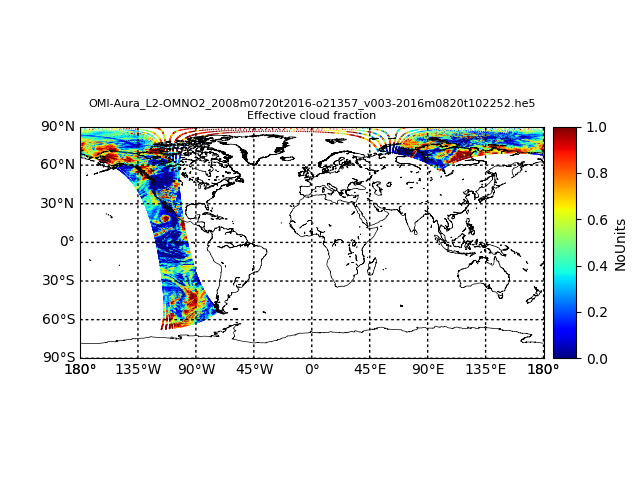 OMI-Aura_L2-OMNO2_2008m0720t2016-o21357_v003-2016m0820t102252.he5
Effective cloud fraction
90°N
60°N
30°N
0°
30°S
60°S
90°S
180° 135°W 90°W 45°W 0° 45°E 90°E 135°E 180°
1.0
0.8
0.6
0.4
0.2
0.0
NoUnits